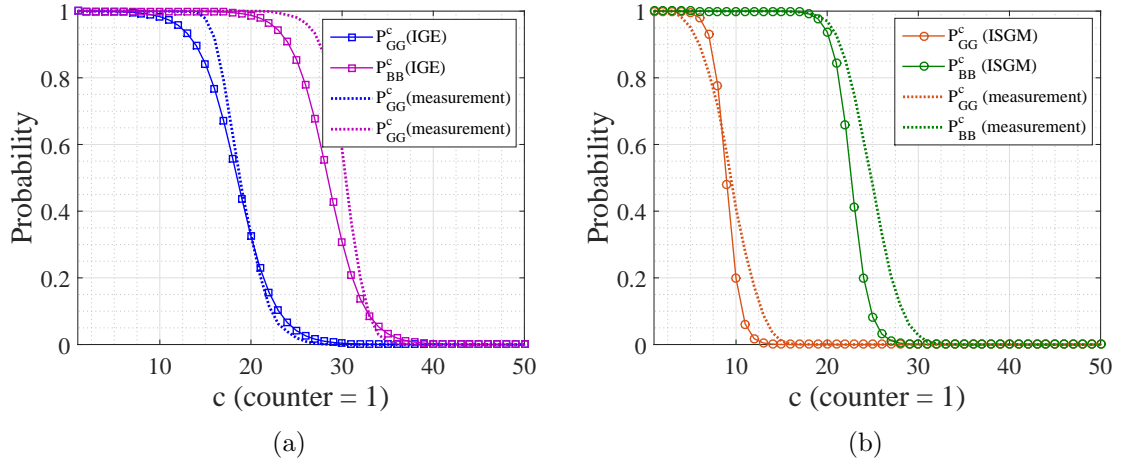 Probability
1
0.8
0.6
0.4
0.2
0
P^c_GG(IGE)
P^c_BB(IGE)
P^c_GG(measurement)
P^c_GG(measurement)
10 20 30 40 50
c (counter = 1)
(a)
Probability
1
0.8
0.6
0.4
0.2
0
P^c_GG (ISGM)
P^c_BB (ISGM)
P^c_GG (measurement)
P^c_BB (measurement)
10 20 30 40 50
c (counter = 1)
(b)